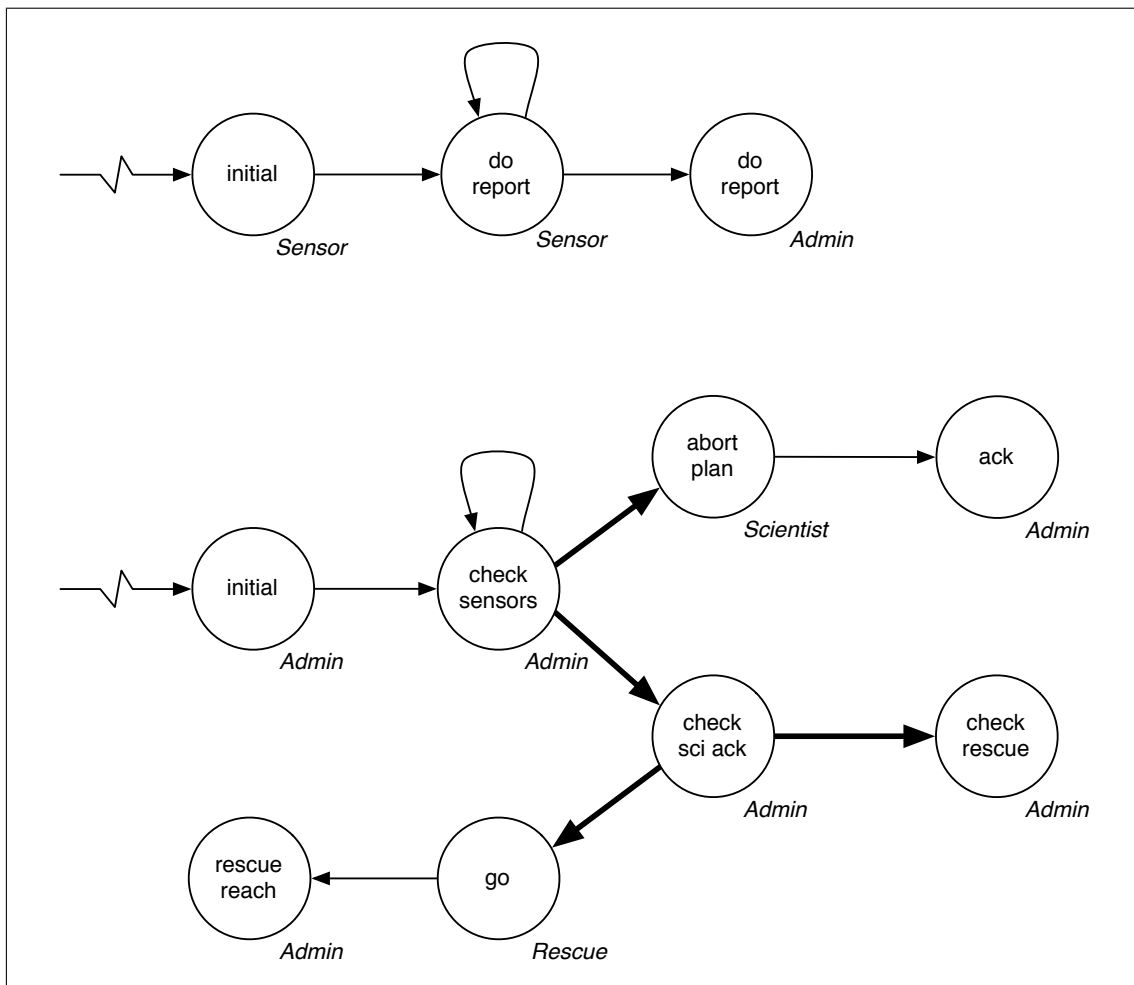 initial
Sensor
do
report
Sensor
do
report
Admin
abort
plan
Scientist
ack
Admin
initial
Admin
check
sensors
Admin
check
sci ack
Admin
check
rescue
Admin
rescue
reach
Admin
go
Rescue